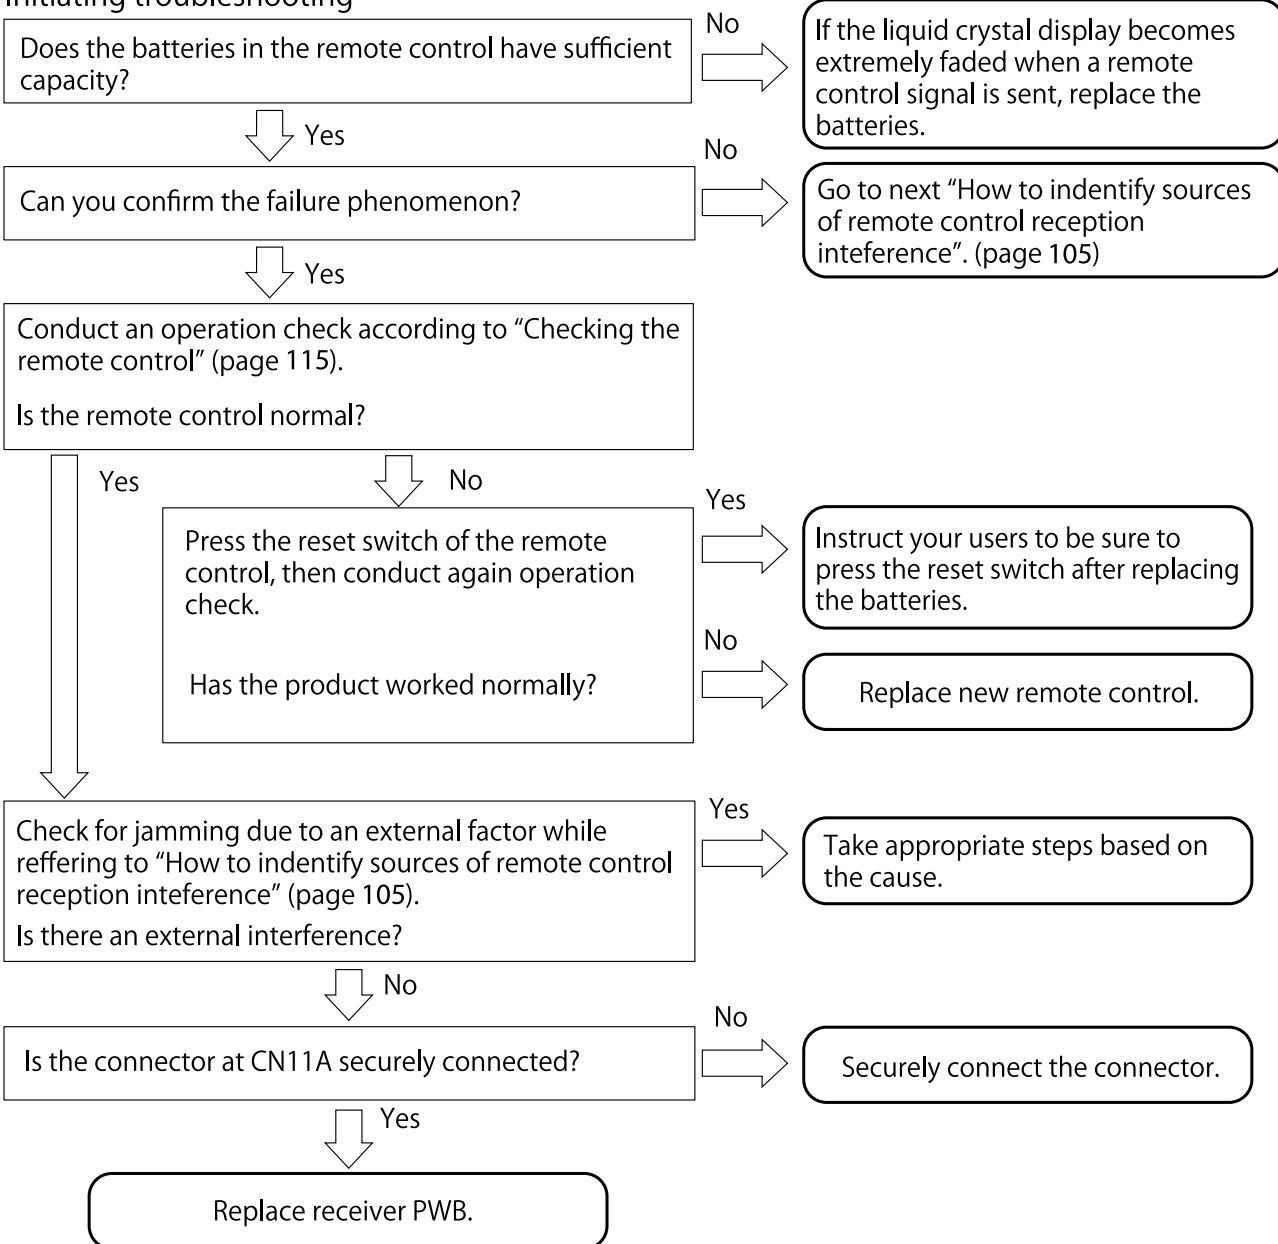 Initiating troubleshooting
Does the batteries in the remote control have sufficient
capacity?
No
If the liquid crystal display becomes
extremely faded when a remote
control signal is sent, replace the
batteries.
Yes
Can you confirm the failure phenomenon?
No
Go to next “How to indentify sources
of remote control reception
inteference”. (page 105)
Yes
Conduct an operation check according to “Checking the
remote control” (page 115).
Is the remote control normal?
Yes
No
Press the reset switch of the remote
control, then conduct again operation
check.
Has the product worked normally?
Yes
Instruct your users to be sure to
press the reset switch after replacing
the batteries.
No
Replace new remote control.
Check for jamming due to an external factor while
reffering to “How to indentify sources of remote control
reception inteference” (page 105).
Is there an external interference?
Yes
Take appropriate steps based on
the cause.
No
Is the connector at CN11A securely connected?
No
Securely connect the connector.
Yes
Replace receiver PWB.